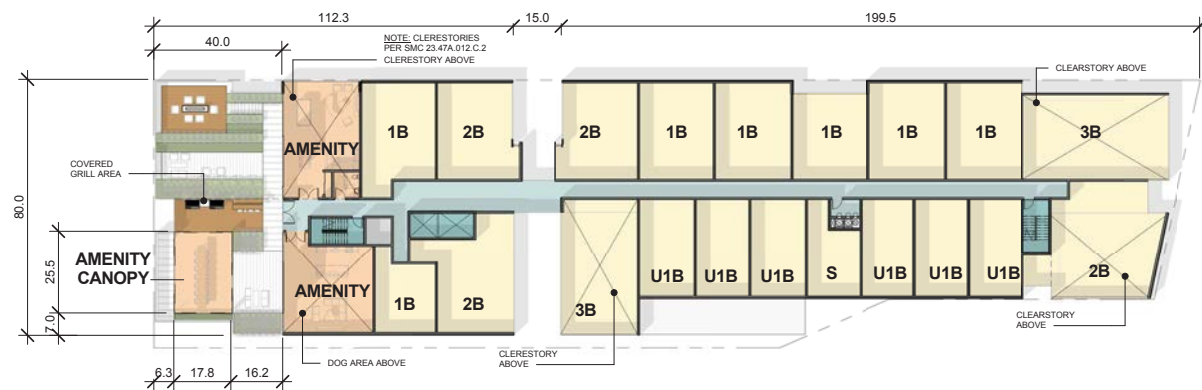 112.3
15.0
199.5
40.0
NOTE: CLERESTORIES
PER SMC 23.47A.012.C.2
CLERESTORY ABOVE
CLEARSTORY ABOVE
1B
2B
2B
1B
1B
1B
1B
1B
3B
AMENITY
COVERED
GRILL AREA
80.0
25.5
7.0
AMENITY
CANOPY
AMENITY
1B
2B
3B
U1B
U1B
U1B
S
U1B
U1B
U1B
2B
CLEARSTORY
ABOVE
DOG AREA ABOVE
CLERESTORY
ABOVE
6.3
17.8
16.2